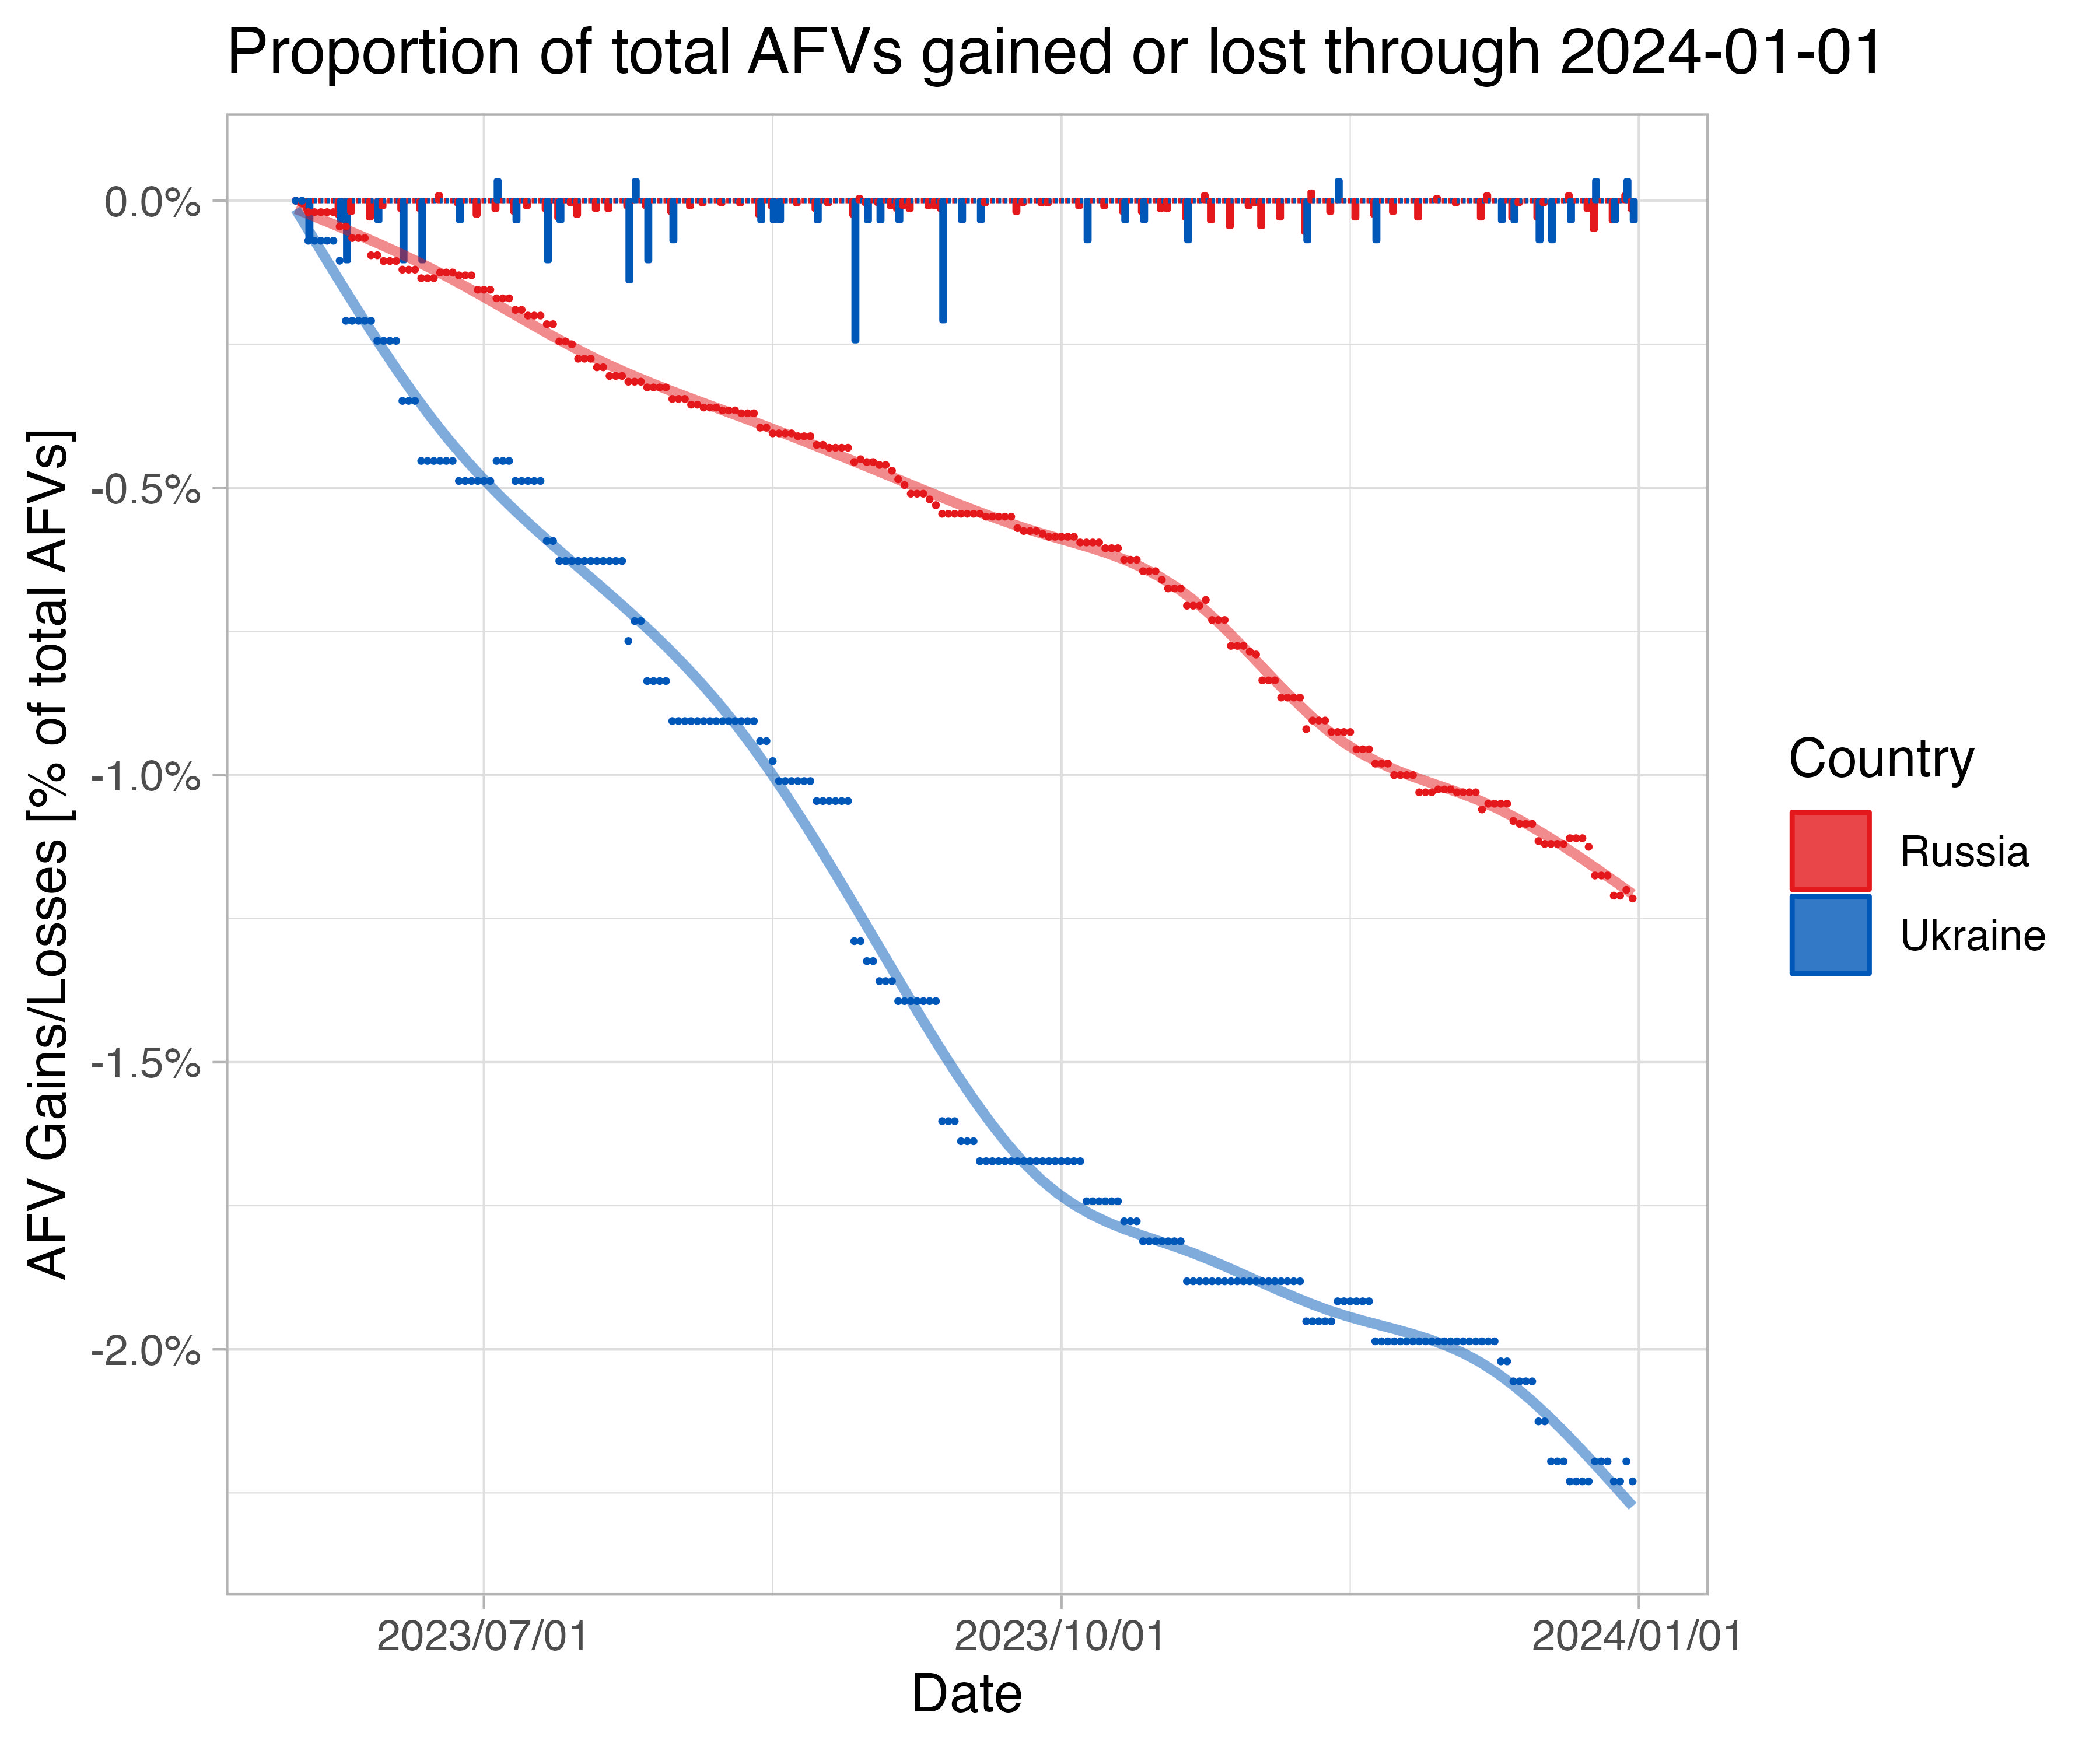 Proportion of total AFVs gained or lost through 2024-01-01
AFV Gains/Losses [% of total AFVs]
0.0%
-0.5%
-1.0%
-1.5%
-2.0%
2023/07/01
2023/10/01
2024/01/01
Date
Country
Russia
Ukraine